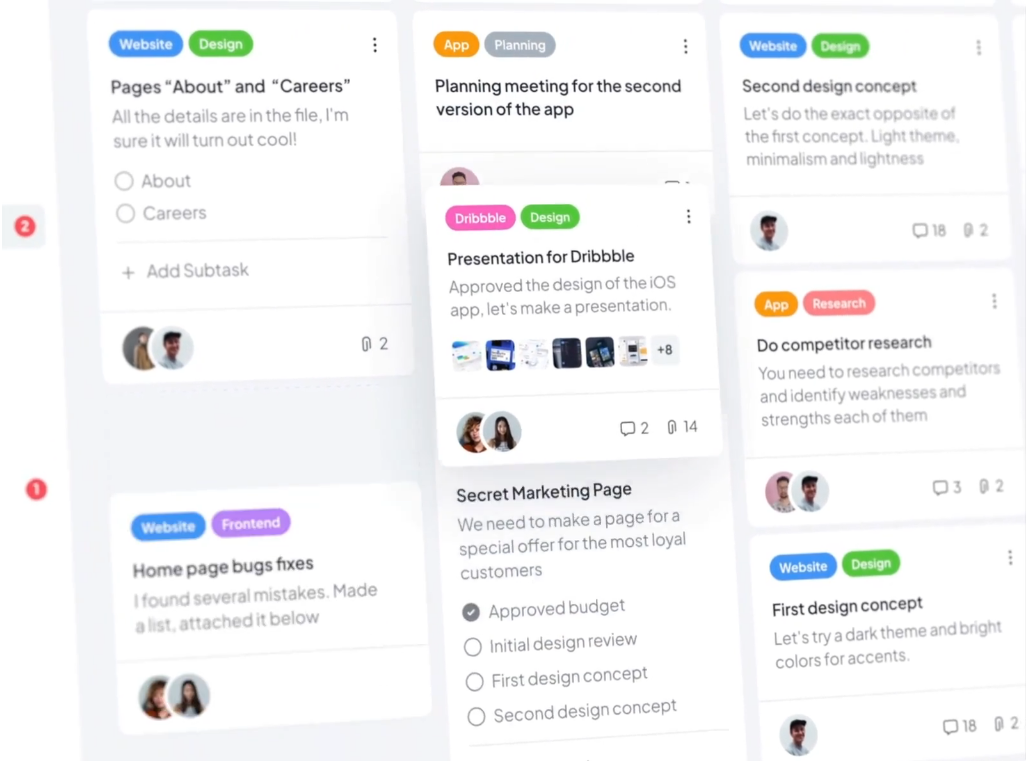 2
1
Website Design
Pages “About” and “Careers”
All the details are in the file, I'm
sure it will turn out cool!
About
Careers
+ Add Subtask
2
Website Frontend
Home page bugs fixes
I found several mistakes. Made
a list, attached it below
App Planning
Planning meeting for the second
version of the app
Dribbble Design
Presentation for Dribbble
Approved the design of the iOS
app, let's make a presentation.
+8
2 14
Secret Marketing Page
We need to make a page for a
special offer for the most loyal
customers
Approved budget
Initial design review
First design concept
Second design concept
Website Design
Second design concept
Let's do the exact opposite of
the first concept. Light theme,
minimalism and lightness
18 2
App Research
Do competitor research
You need to research competitors
and identify weaknesses and
strengths each of them
3 2
Website Design
First design concept
Let's try a dark theme and bright
colors for accents.
18 2